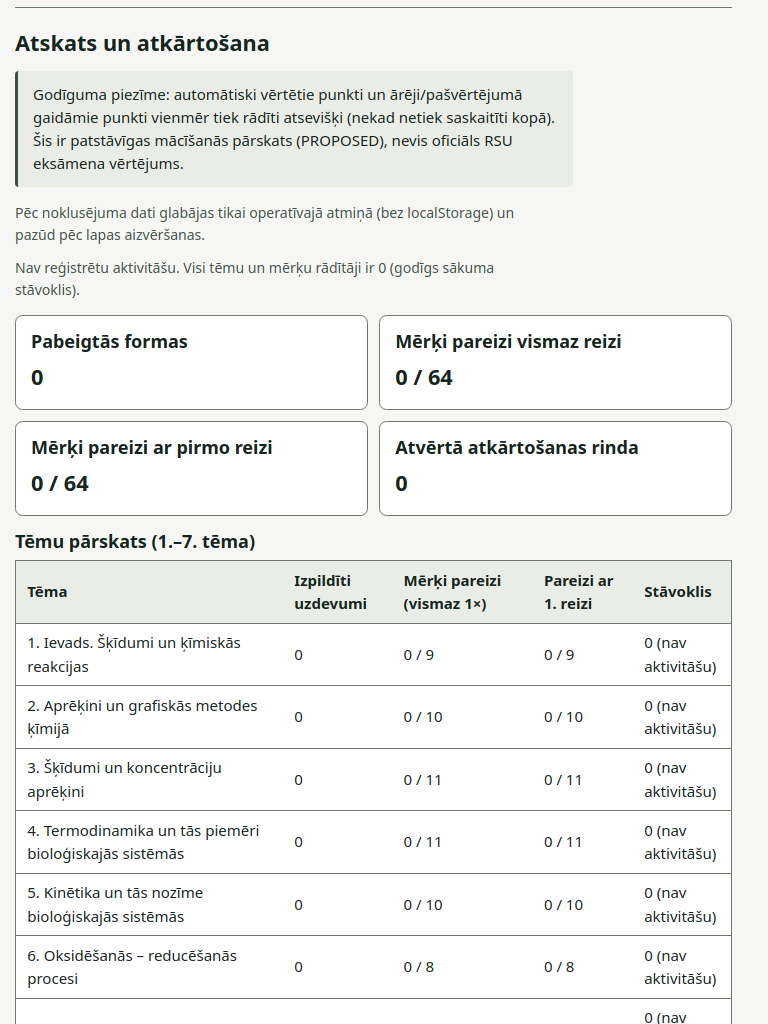 Atskats un atkārtošana
Godīguma piezīme: automātiski vērtētie punkti un ārēji/pašvērtējumā
gaidāmie punkti vienmēr tiek rādīti atsevišķi (nekad netiek saskaitīti kopā).
Šis ir patstāvīgas mācīšanās pārskats (PROPOSED), nevis oficiāls RSU
eksāmena vērtējums.
Pēc noklusējuma dati glabājas tikai operatīvajā atmiņā (bez localStorage) un
pazūd pēc lapas aizvēršanas.
Nav reģistrētu aktivitāšu. Visi tēmu un mērķu rādītāji ir 0 (godīgs sākuma
stāvoklis).
Pabeigtās formas
0
Mērķi pareizi vismaz reizi
0 / 64
Mērķi pareizi ar pirmo reizi
0 / 64
Atvērtā atkārtošanas rinda
0
Tēmu pārskats (1.–7. tēma)
Tēma
Izpildīti
uzdevumi
Mērķi pareizi
(vismaz 1×)
Pareizi ar
1. reizi
Stāvoklis
1. Ievads. Šķīdumi un ķīmiskās
reakcijas
0
0 / 9
0 / 9
0 (nav
aktivitāšu)
2. Aprēķini un grafiskās metodes
ķīmijā
0
0 / 10
0 / 10
0 (nav
aktivitāšu)
3. Šķīdumi un koncentrāciju
aprēķini
0
0 / 11
0 / 11
0 (nav
aktivitāšu)
4. Termodinamika un tās piemēri
bioloģiskajās sistēmās
0
0 / 11
0 / 11
0 (nav
aktivitāšu)
5. Kinētika un tās nozīme
bioloģiskajās sistēmās
0
0 / 10
0 / 10
0 (nav
aktivitāšu)
6. Oksidēšanās – reducēšanās
procesi
0
0 / 8
0 / 8
0 (nav
aktivitāšu)
0 (nav